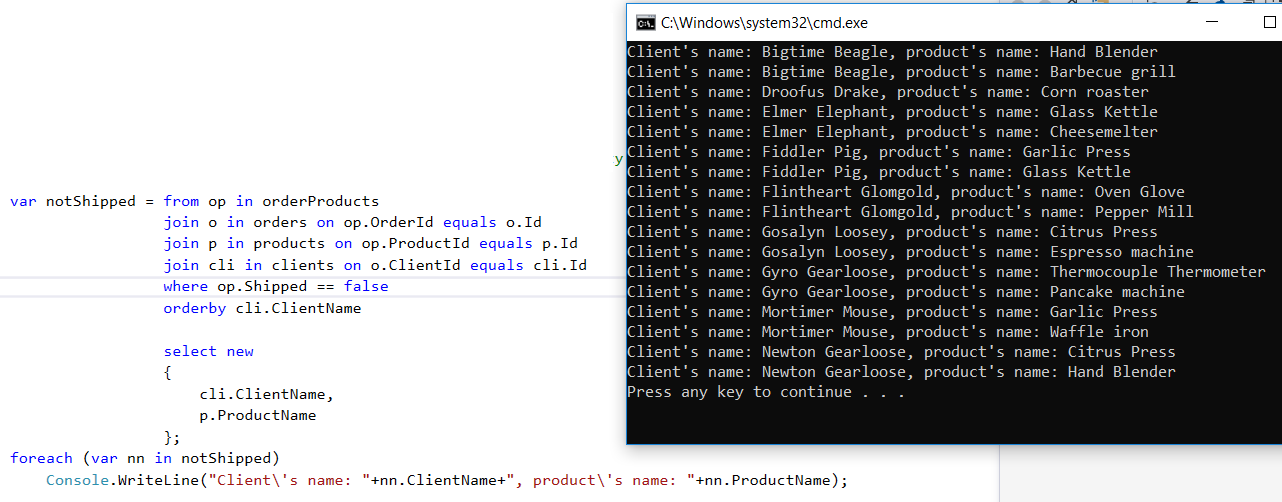 C:\Windows\system32\cmd.exe
Client's name: Bigtime Beagle, product's name: Hand Blender
Client's name: Bigtime Beagle, product's name: Barbecue grill
Client's name: Droofus Drake, product's name: Corn roaster
Client's name: Elmer Elephant, product's name: Glass Kettle
Client's name: Elmer Elephant, product's name: Cheesemelter
Client's name: Fiddler Pig, product's name: Garlic Press
Client's name: Fiddler Pig, product's name: Glass Kettle
Client's name: Flintheart Glomgold, product's name: Oven Glove
Client's name: Flintheart Glomgold, product's name: Pepper Mill
Client's name: Gosalyn Loosey, product's name: Citrus Press
Client's name: Gosalyn Loosey, product's name: Espresso machine
Client's name: Gyro Gearloose, product's name: Thermocouple Thermometer
Client's name: Gyro Gearloose, product's name: Pancake machine
Client's name: Mortimer Mouse, product's name: Garlic Press
Client's name: Mortimer Mouse, product's name: Waffle iron
Client's name: Newton Gearloose, product's name: Citrus Press
Client's name: Newton Gearloose, product's name: Hand Blender
Press any key to continue . . .
y
var notShipped = from op in orderProducts
join o in orders on op.OrderId equals o.Id
join p in products on op.ProductId equals p.Id
join cli in clients on o.ClientId equals cli.Id
where op.Shipped == false
orderby cli.ClientName
select new
{
cli.ClientName,
p.ProductName
};
foreach (var nn in notShipped)
Console.WriteLine("Client\'s name: "+nn.ClientName+", product\'s name: "+nn.ProductName);